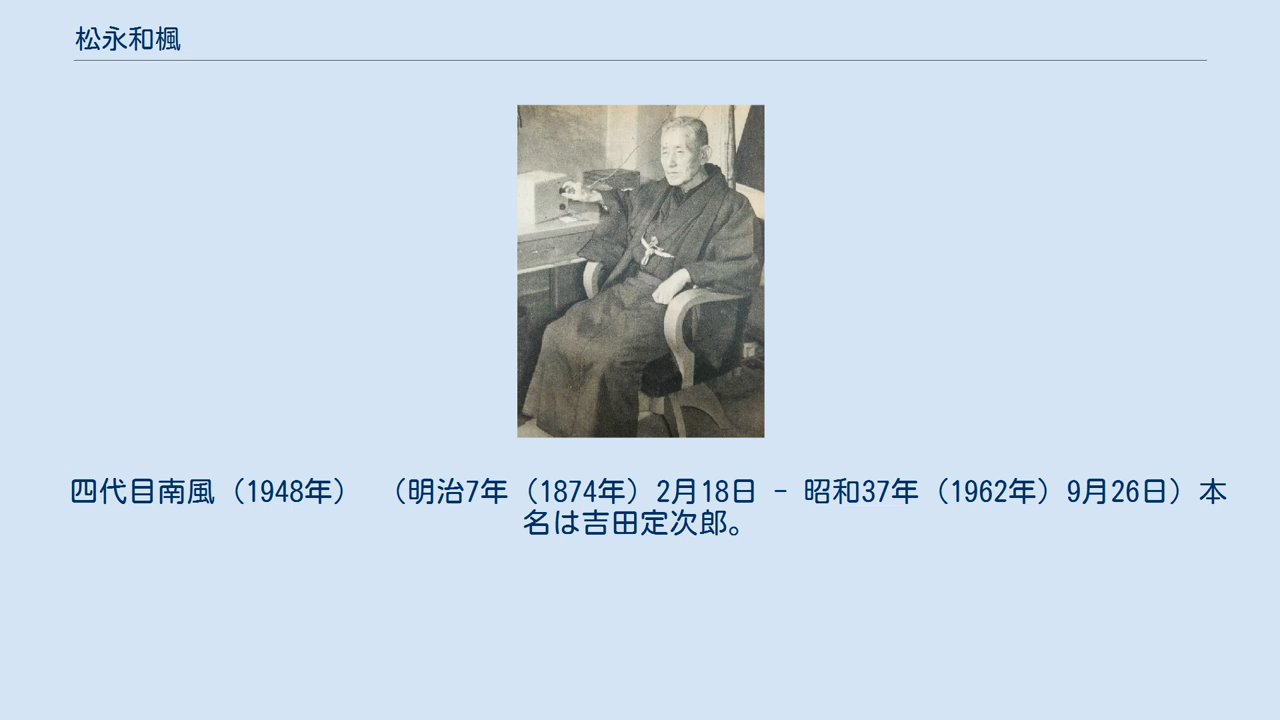 松永和楓
四代目南風（1948年）　（明治7年（1874年）2月18日 - 昭和37年（1962年）9月26日）本
名は吉田定次郎。